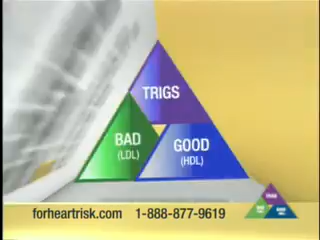 TRIGS
BAD
(LDL)
GOOD
(HDL)
forheartrisk.com 1-888-877-9619